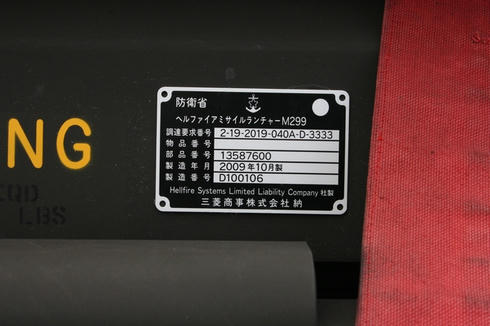 防衛省
ヘルファイアミサイルランチャーM299
調達要求番号 2-19-2019-040A-D-3333
物品番号
部品番号 13587600
製造年月 2009年10月製
製造番号 D100106
Hellfire Systems Limited Liability Company 社製
三菱商事株式会社納
NG
LBS